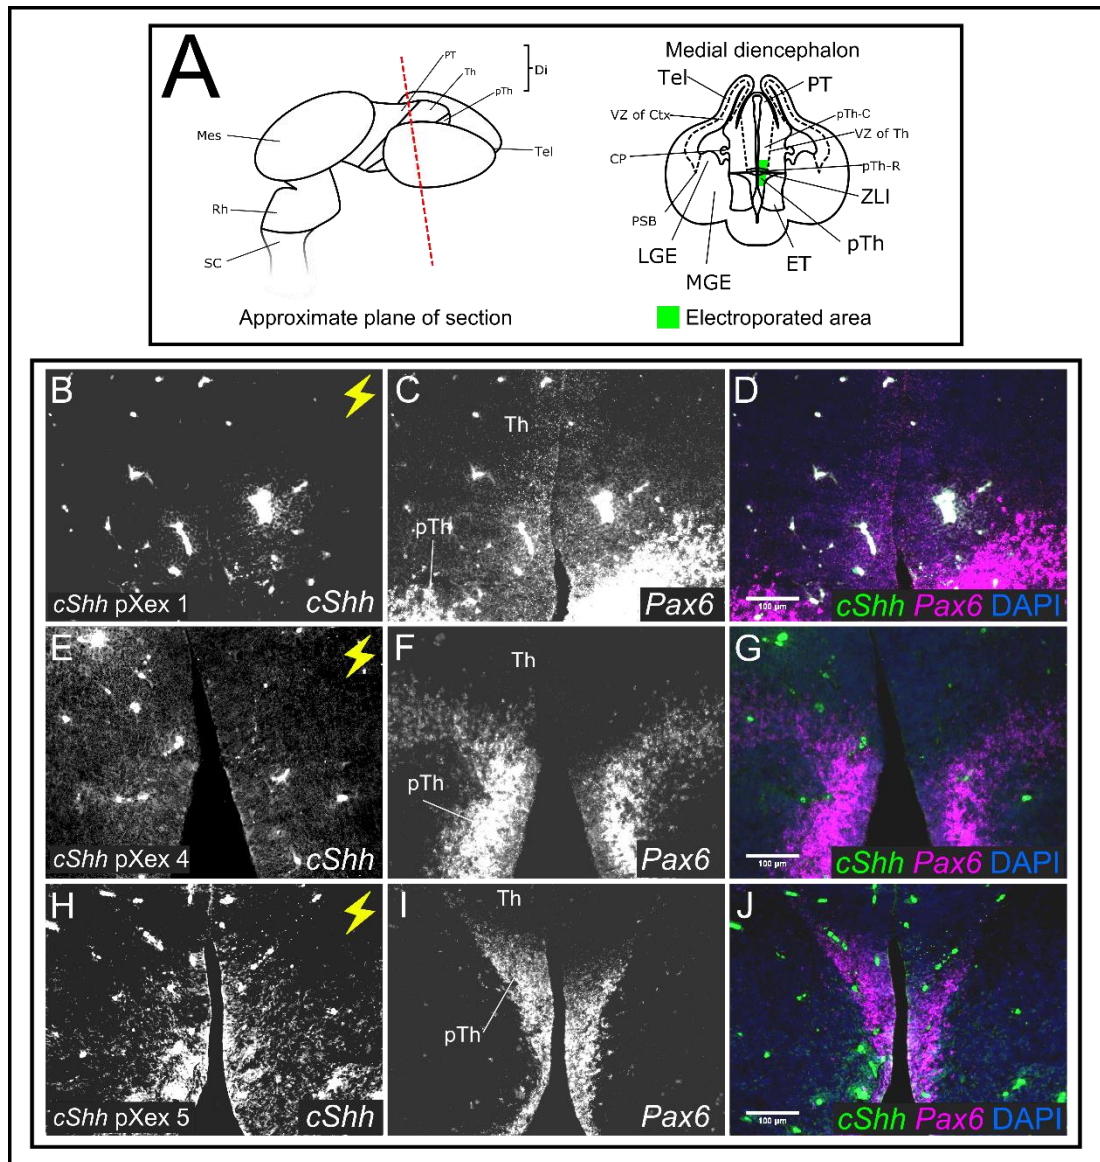 A
PT
Th
Di
pTh
Mes
Tel
Rh
SC
Approximate plane of section
Medial diencephalon
Tel
PT
VZ of Ctx
pTh-C
VZ of Th
CP
pTh-R
ZLI
PSB
pTh
LGE
ET
MGE
Electroporated area
B
cShh pXex 1
cShh
C
Th
pTh
Pax6
D
100 µm
cShh Pax6 DAPI
E
cShh pXex 4
cShh
F
Th
pTh
Pax6
G
100 µm
cShh Pax6 DAPI
H
cShh pXex 5
cShh
I
Th
pTh
Pax6
J
100 µm
cShh Pax6 DAPI